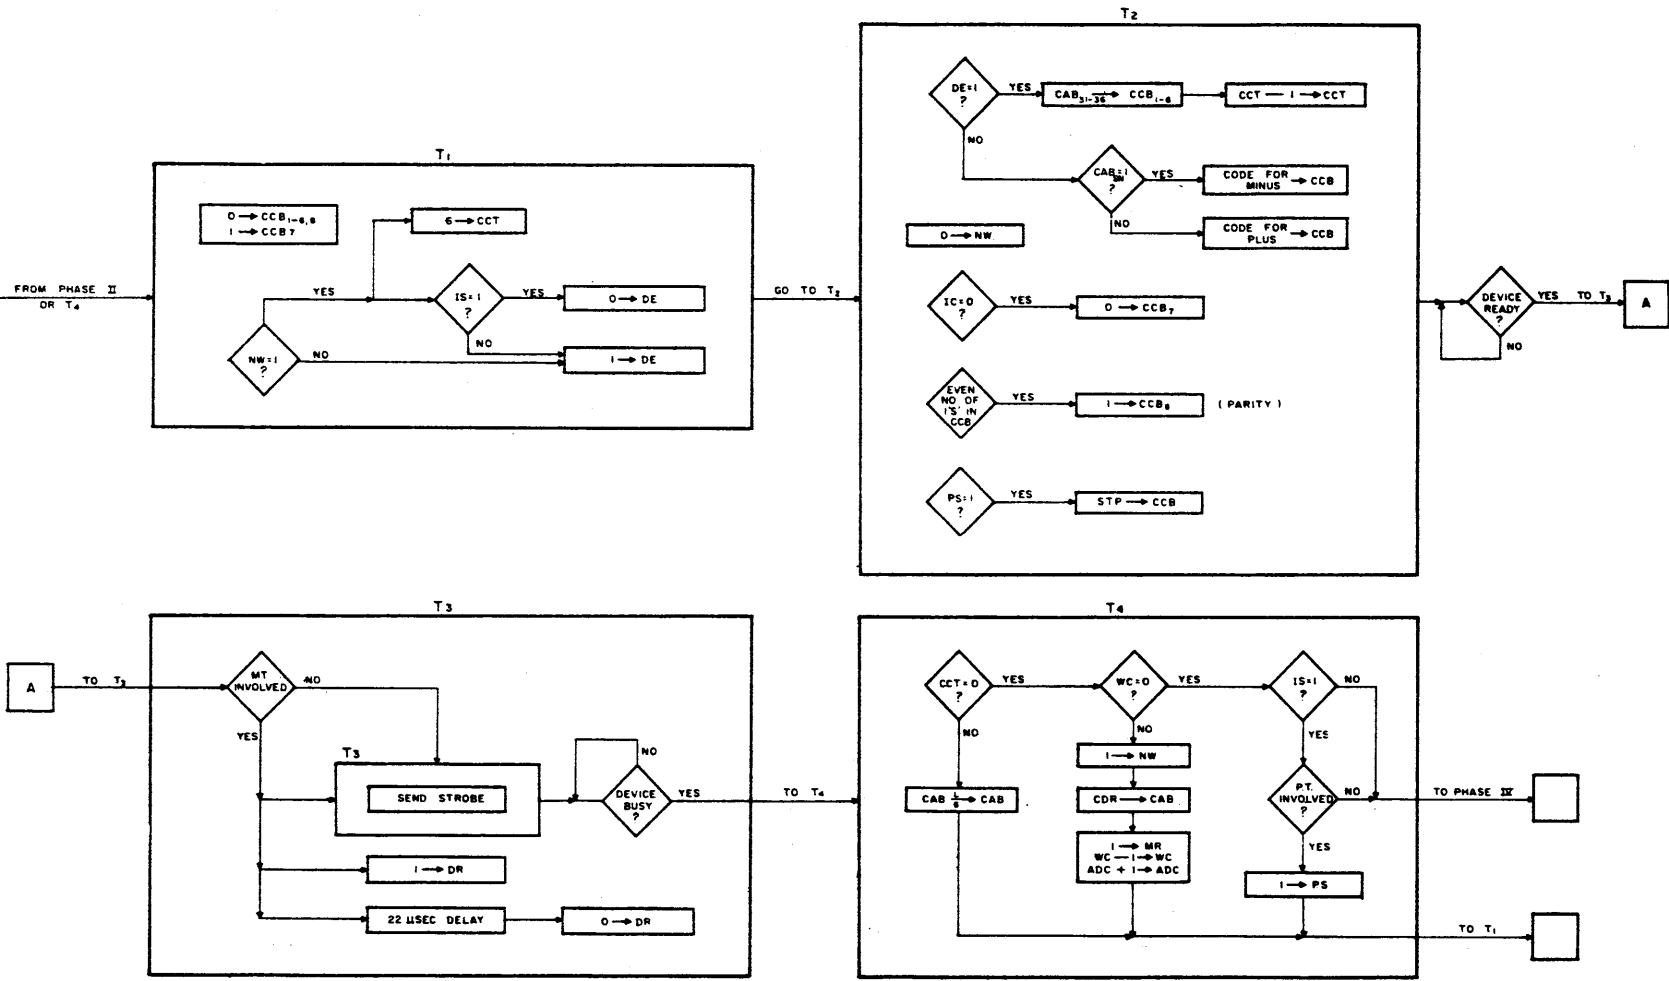 T1
0 → CCB1-6,8
1 → CCB7
6 → CCT
FROM PHASE II
OR T4
YES
IS=1
?
YES
0 → DE
NO
NW=1
?
NO
1 → DE
GO TO T2
T2
DE=1
?
YES
CAB31-36 → CCB1-6
CCT — 1 → CCT
NO
CAB SN=1
?
YES
CODE FOR
MINUS → CCB
NO
CODE FOR
PLUS → CCB
0 → NW
IC=0
?
YES
0 → CCB7
EVEN
NO OF
1'S' IN
CCB
YES
1 → CCB8
(PARITY)
PS=1
?
YES
STP → CCB
DEVICE
READY
?
YES
TO T3
A
NO
T3
A
TO T3
MT
INVOLVED
NO
YES
T3
SEND STROBE
NO
DEVICE
BUSY
?
YES
TO T4
1 → DR
22 µSEC DELAY
0 → DR
T4
CCT=0
?
YES
WC=0
?
YES
IS=1
?
NO
NO
NO
YES
1 → NW
CAB L/6 → CAB
CDR → CAB
P.T.
INVOLVED
?
NO
TO PHASE IV
1 → MR
WC — 1 → WC
ADC + 1 → ADC
YES
1 → PS
TO T1